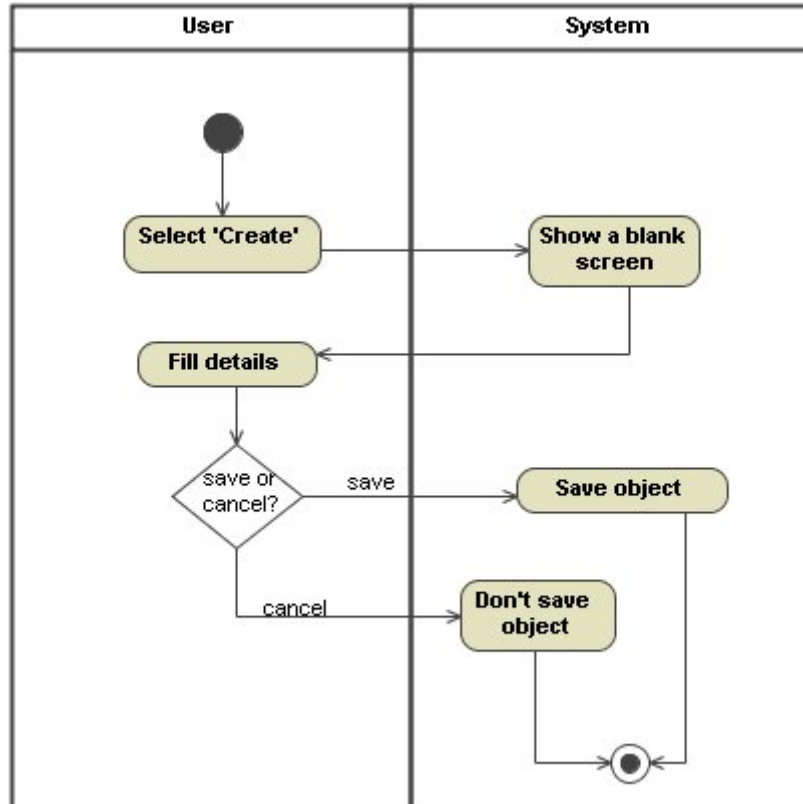 User
System
Select 'Create'
Show a blank
screen
Fill details
save or
cancel?
save
Save object
cancel
Don't save
object